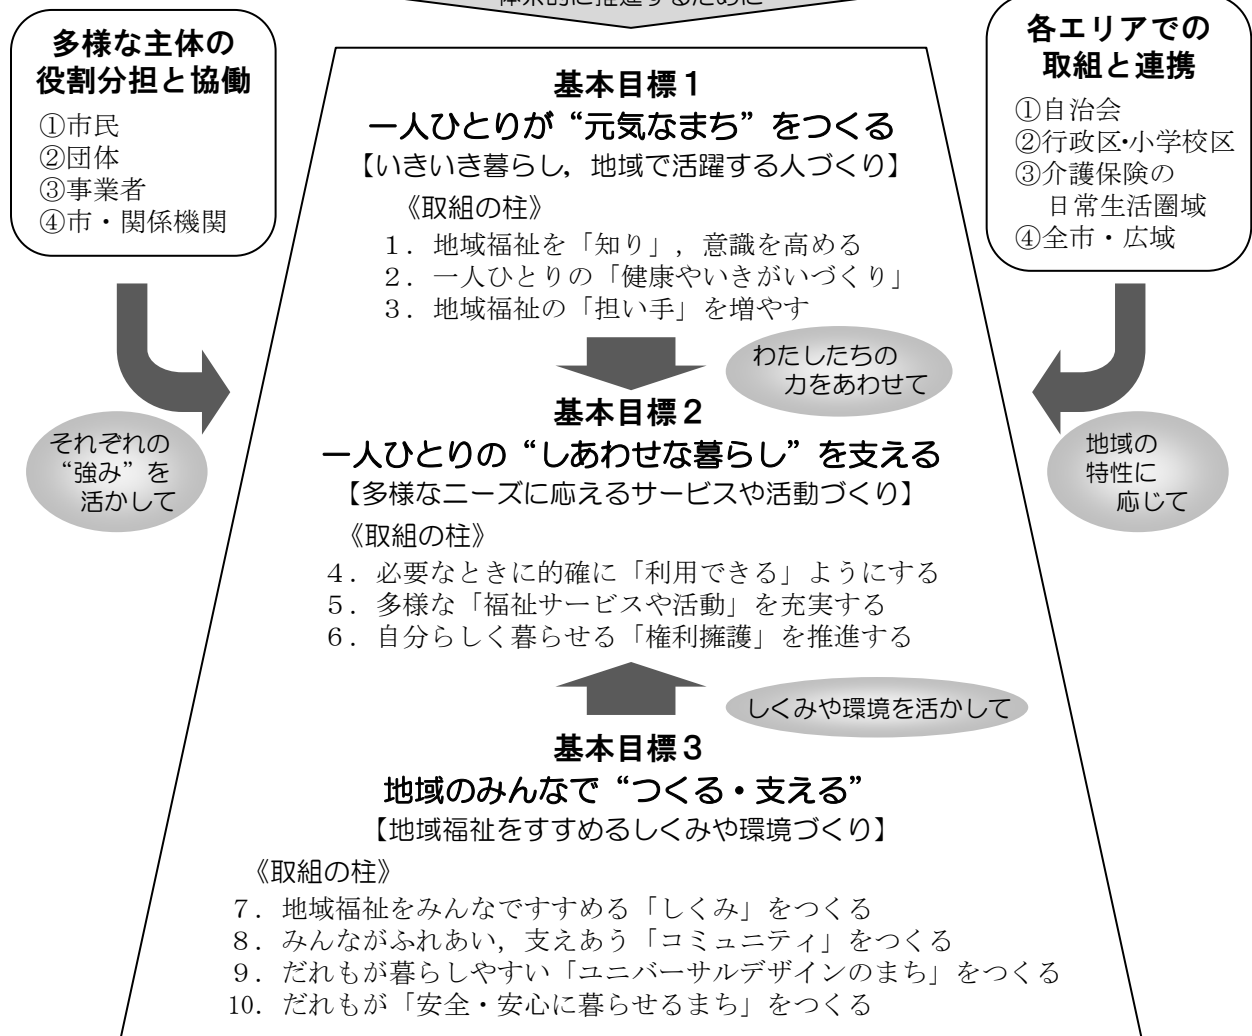 体系的に推進するために
多様な主体の
役割分担と協働
①市民
②団体
③事業者
④市・関係機関
各エリアでの
取組と連携
①自治会
②行政区・小学校区
③介護保険の
日常生活圏域
④全市・広域
基本目標１
一人ひとりが“元気なまち”をつくる
【いきいき暮らし，地域で活躍する人づくり】
《取組の柱》
１．地域福祉を「知り」，意識を高める
２．一人ひとりの「健康やいきがいづくり」
３．地域福祉の「担い手」を増やす
わたしたちの
力をあわせて
それぞれの
“強み”を
活かして
地域の
特性に
応じて
基本目標２
一人ひとりの“しあわせな暮らし”を支える
【多様なニーズに応えるサービスや活動づくり】
《取組の柱》
４．必要なときに的確に「利用できる」ようにする
５．多様な「福祉サービスや活動」を充実する
６．自分らしく暮らせる「権利擁護」を推進する
しくみや環境を活かして
基本目標３
地域のみんなで“つくる・支える”
【地域福祉をすすめるしくみや環境づくり】
《取組の柱》
７．地域福祉をみんなですすめる「しくみ」をつくる
８．みんながふれあい，支えあう「コミュニティ」をつくる
９．だれもが暮らしやすい「ユニバーサルデザインのまち」をつくる
10．だれもが「安全・安心に暮らせるまち」をつくる